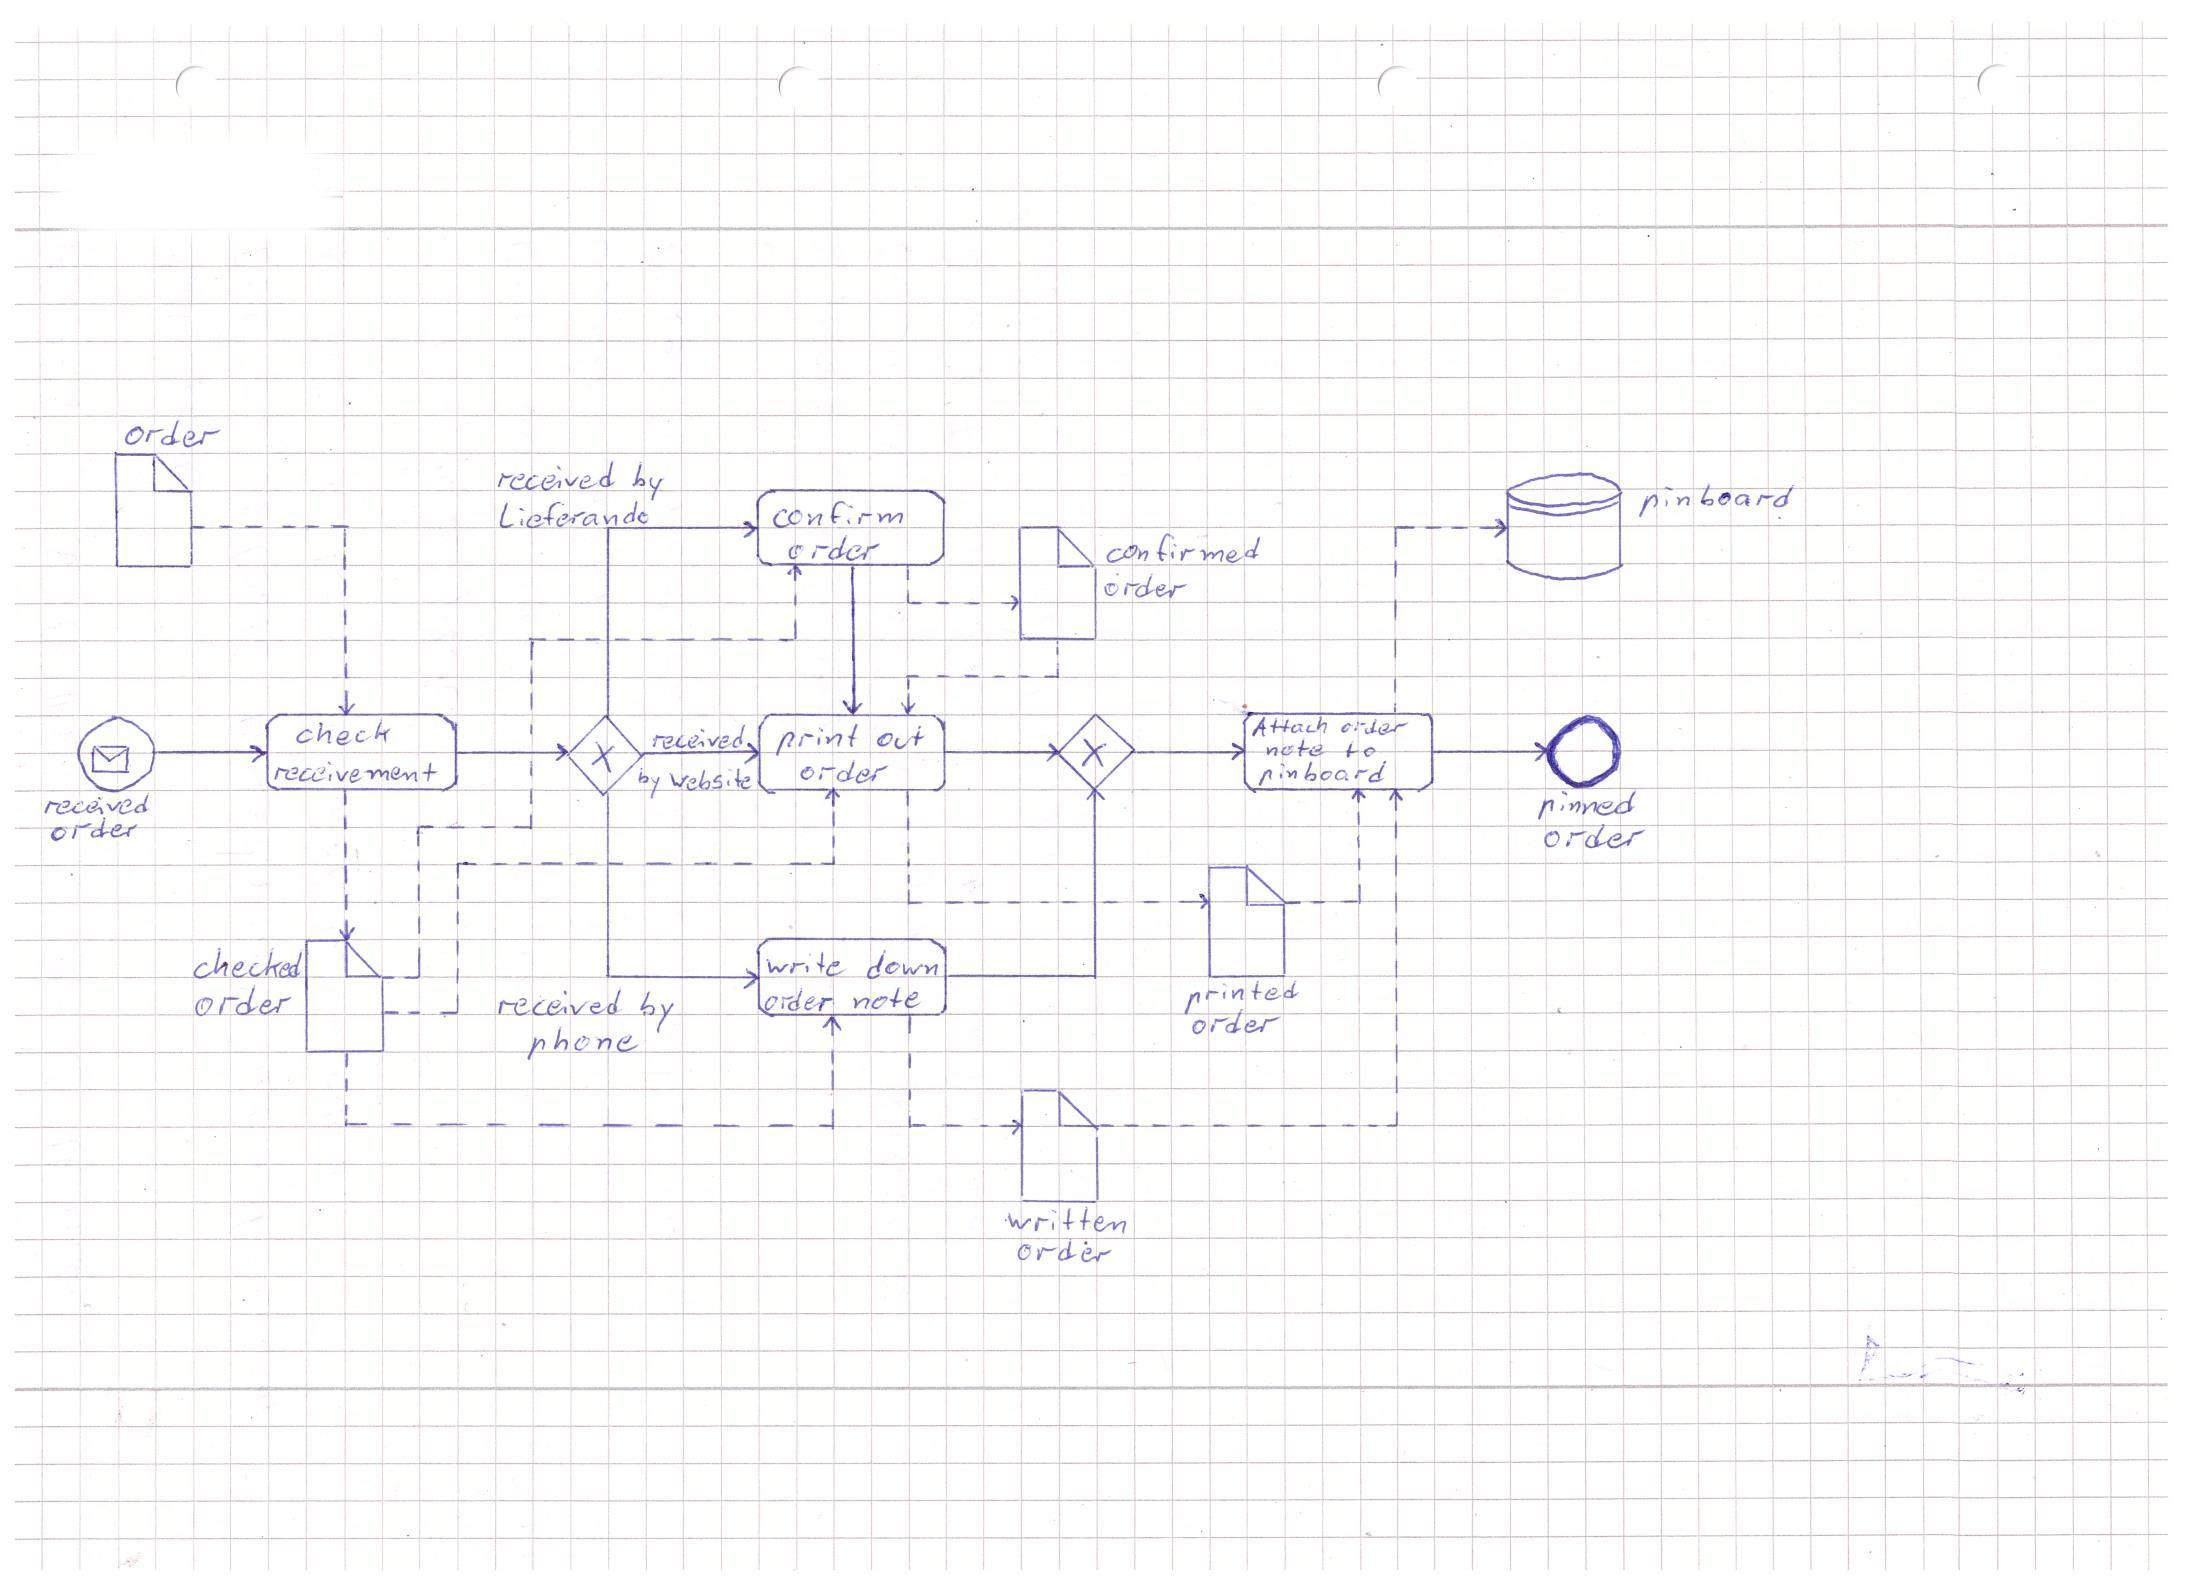 order
received by
Lieferando
confirm
order
confirmed
order
pinboard
received
order
check
receivement
X
received
by website
print out
order
X
Attach order
note to
pinboard
pinned
order
checked
order
received by
phone
write down
order note
printed
order
written
order